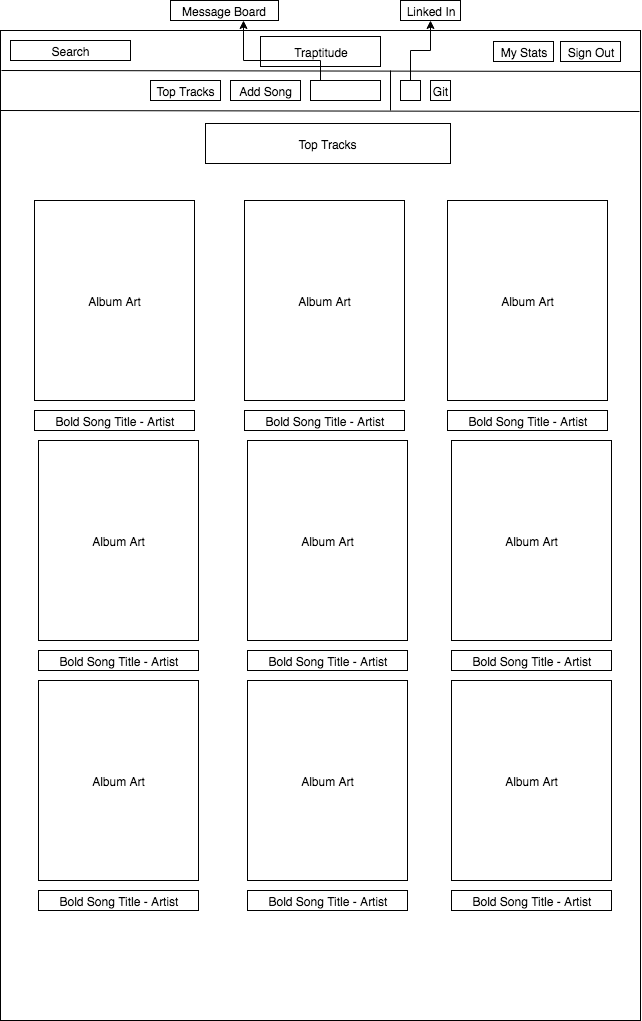 Message Board
Linked In
Search
Traptitude
My Stats
Sign Out
Top Tracks
Add Song
Git
Top Tracks
Album Art
Album Art
Album Art
Bold Song Title - Artist
Bold Song Title - Artist
Bold Song Title - Artist
Album Art
Album Art
Album Art
Bold Song Title - Artist
Bold Song Title - Artist
Bold Song Title - Artist
Album Art
Album Art
Album Art
Bold Song Title - Artist
Bold Song Title - Artist
Bold Song Title - Artist